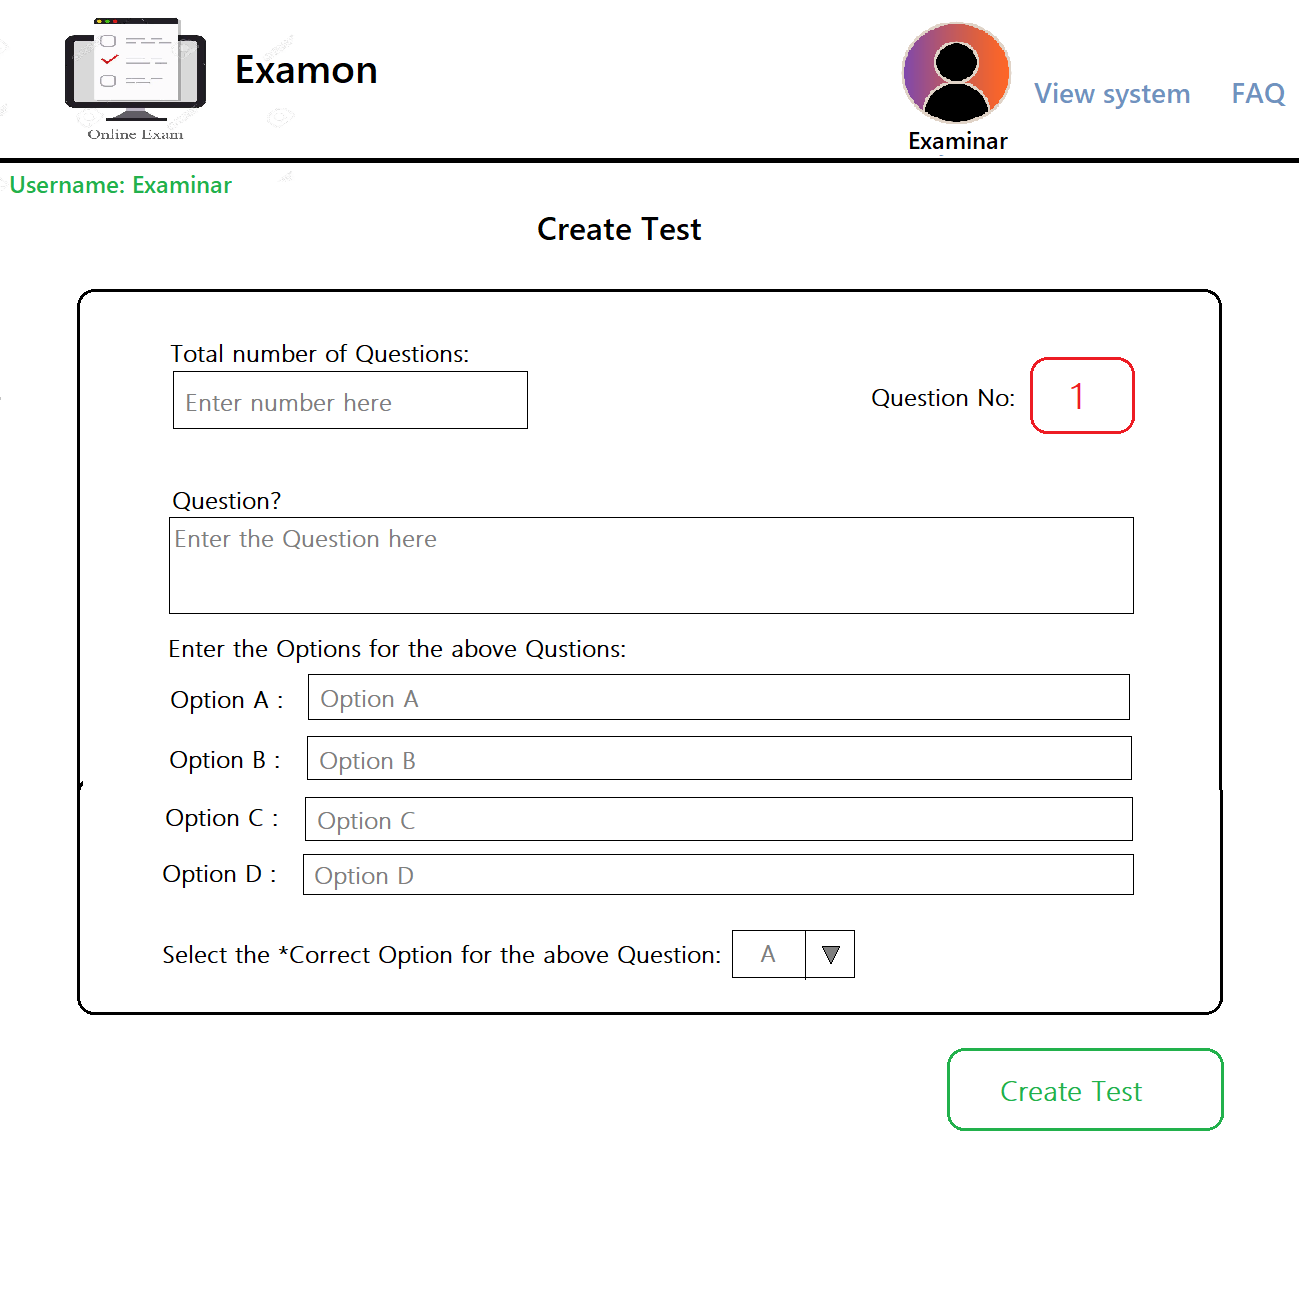 Online Exam
Examon
Examinar
View system
FAQ
Username: Examinar
Create Test
Total number of Questions:
Enter number here
Question No:
1
Question?
Enter the Question here
Enter the Options for the above Qustions:
Option A :
Option A
Option B :
Option B
Option C :
Option C
Option D :
Option D
Select the *Correct Option for the above Question:
A
Create Test